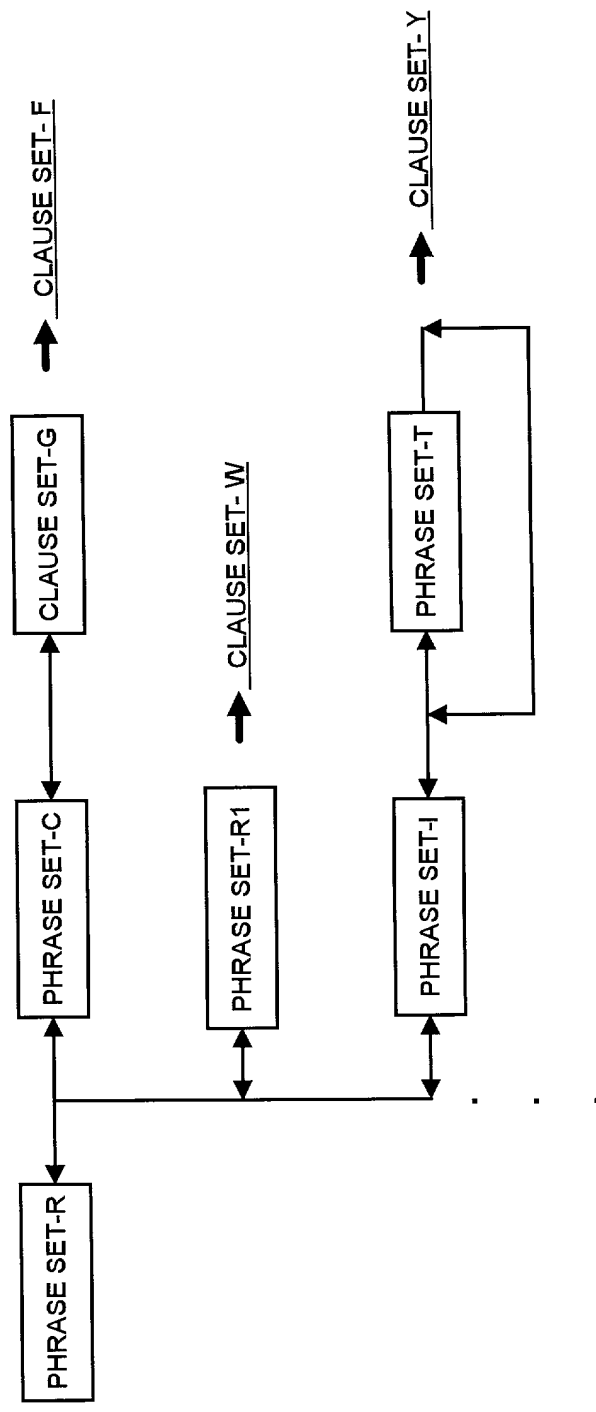 PHRASE SET-R
PHRASE SET-C
CLAUSE SET-G
CLAUSE SET- F
PHRASE SET-R1
CLAUSE SET- W
PHRASE SET-I
PHRASE SET-T
CLAUSE SET- Y